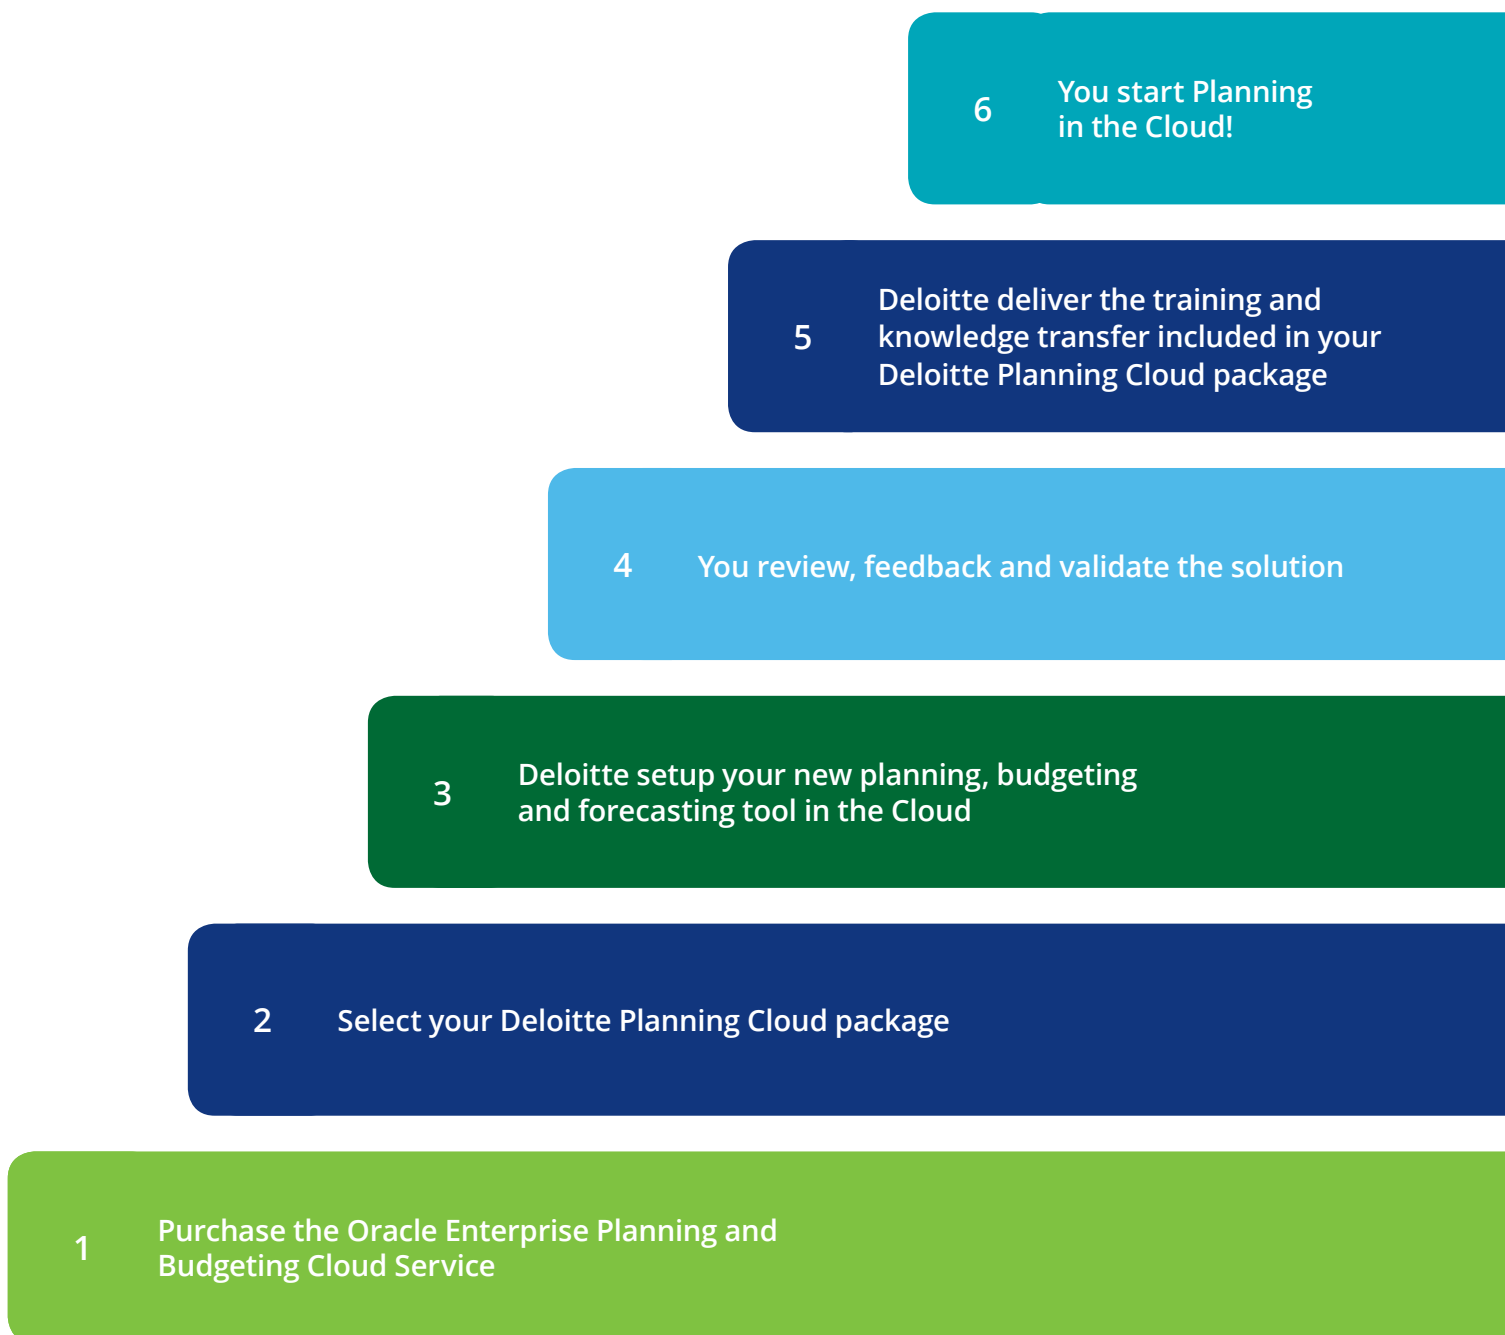 6
You start Planning
in the Cloud!
5
Deloitte deliver the training and
knowledge transfer included in your
Deloitte Planning Cloud package
4
You review, feedback and validate the solution
3
Deloitte setup your new planning, budgeting
and forecasting tool in the Cloud
2
Select your Deloitte Planning Cloud package
1
Purchase the Oracle Enterprise Planning and
Budgeting Cloud Service